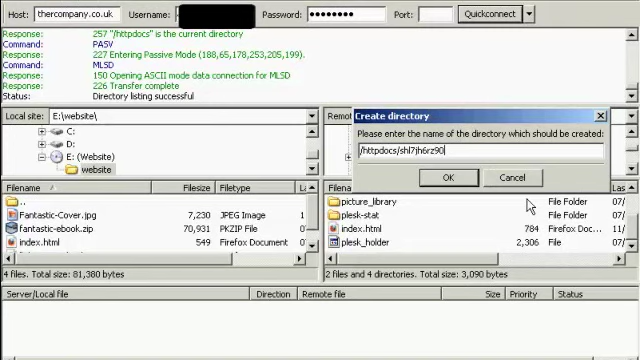 Host: thercompany.co.uk Username: Password: ●●●●●●●● Port: Quickconnect
Response: 257 "/httpdocs" is the current directory
Command: PASV
Response: 227 Entering Passive Mode (188,65,178,253,205,199).
Command: MLSD
Response: 150 Opening ASCII mode data connection for MLSD
Response: 226 Transfer complete
Status: Directory listing successful
Local site: E:\website\
C:
D:
E: (Website)
website
Create directory
Please enter the name of the directory which should be created:
/httpdocs/shl7jh6rz90
OK Cancel
Filename Filesize Filetype
..
Fantastic-Cover.jpg 7,230 JPEG Image
fantastic-ebook.zip 70,931 PKZIP File
index.html 549 Firefox Document
4 files. Total size: 81,380 bytes
picture_library File Folder 07/
plesk-stat File Folder 07/
index.html 784 Firefox Doc... 11/
plesk_holder 2,306 File 07/
2 files and 4 directories. Total size: 3,090 bytes
Server/Local file Direction Remote file Size Priority Status